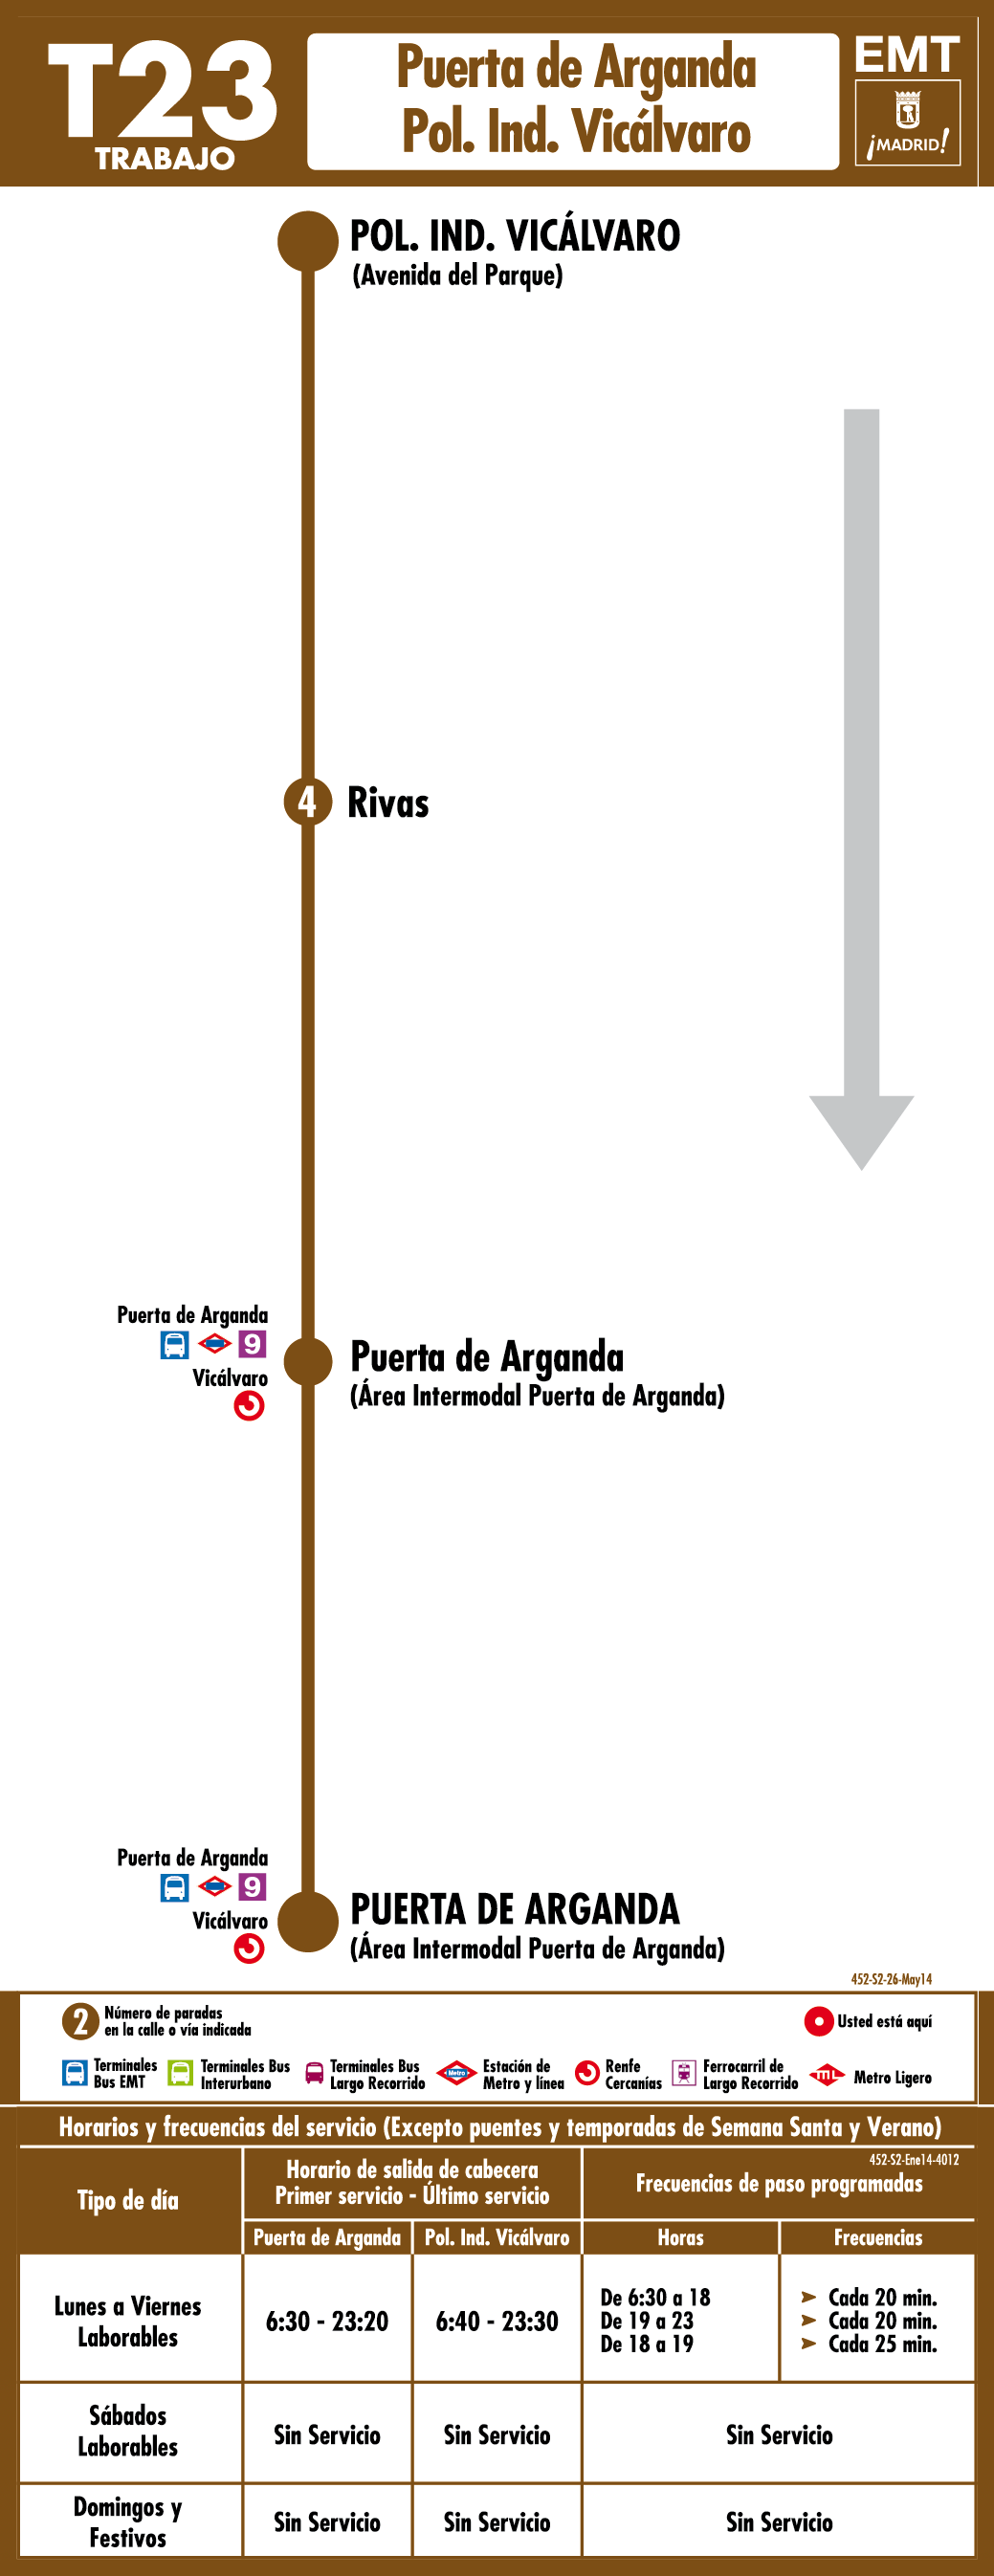 T23
TRABAJO
Puerta de Arganda
Pol. Ind. Vicálvaro
EMT
¡MADRID!
POL. IND. VICÁLVARO
(Avenida del Parque)
4 Rivas
Puerta de Arganda
9
Vicálvaro
Puerta de Arganda
(Área Intermodal Puerta de Arganda)
Puerta de Arganda
9
Vicálvaro
PUERTA DE ARGANDA
(Área Intermodal Puerta de Arganda)
452-S2-26-May14
2 Número de paradas
en la calle o vía indicada
Usted está aquí
Terminales
Bus EMT
Terminales Bus
Interurbano
Terminales Bus
Largo Recorrido
Metro
Estación de
Metro y línea
Renfe
Cercanías
Ferrocarril de
Largo Recorrido
ML
Metro Ligero
Horarios y frecuencias del servicio (Excepto puentes y temporadas de Semana Santa y Verano)
452-S2-Ene14-4012
Tipo de día
Horario de salida de cabecera
Primer servicio - Último servicio
Frecuencias de paso programadas
Puerta de Arganda
Pol. Ind. Vicálvaro
Horas
Frecuencias
Lunes a Viernes
Laborables
6:30 - 23:20
6:40 - 23:30
De 6:30 a 18 ➤ Cada 20 min.
De 19 a 23 ➤ Cada 20 min.
De 18 a 19 ➤ Cada 25 min.
Sábados
Laborables
Sin Servicio
Sin Servicio
Sin Servicio
Domingos y
Festivos
Sin Servicio
Sin Servicio
Sin Servicio